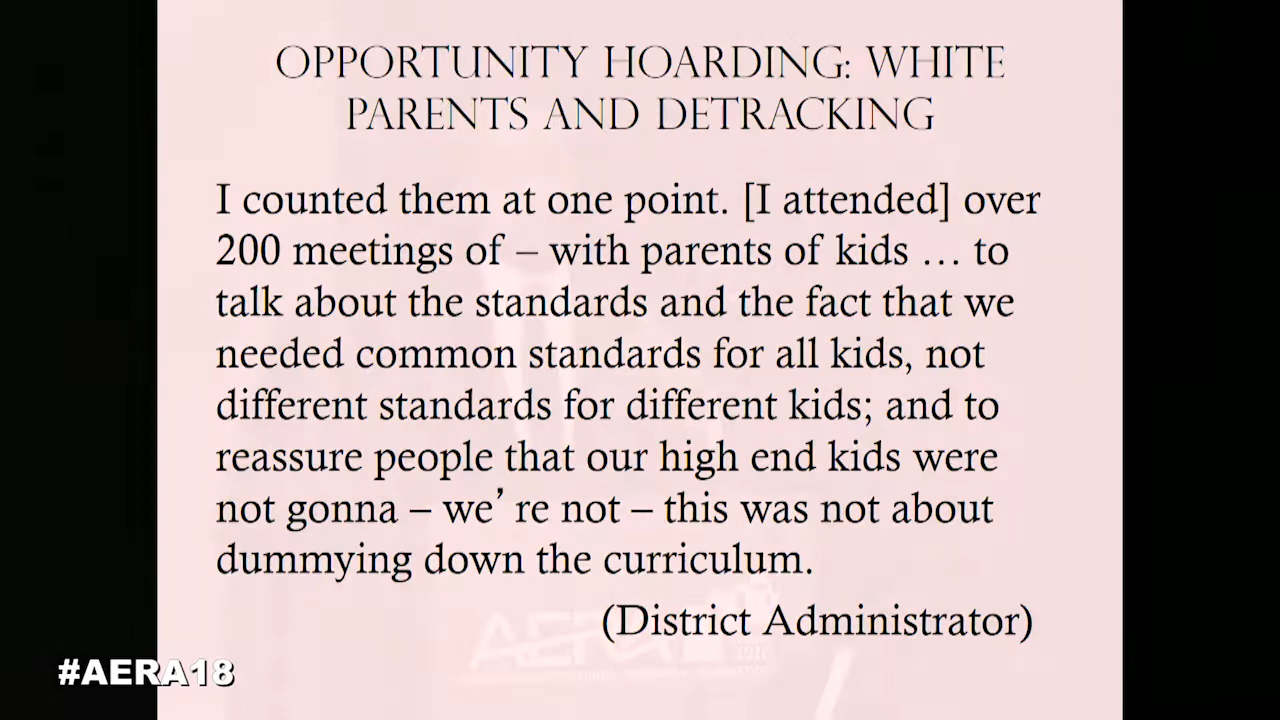 OPPORTUNITY HOARDING: WHITE
PARENTS AND DETRACKING
I counted them at one point. [I attended] over
200 meetings of – with parents of kids … to
talk about the standards and the fact that we
needed common standards for all kids, not
different standards for different kids; and to
reassure people that our high end kids were
not gonna – we’ re not – this was not about
dummying down the curriculum.
(District Administrator)
AERA
#AERA18